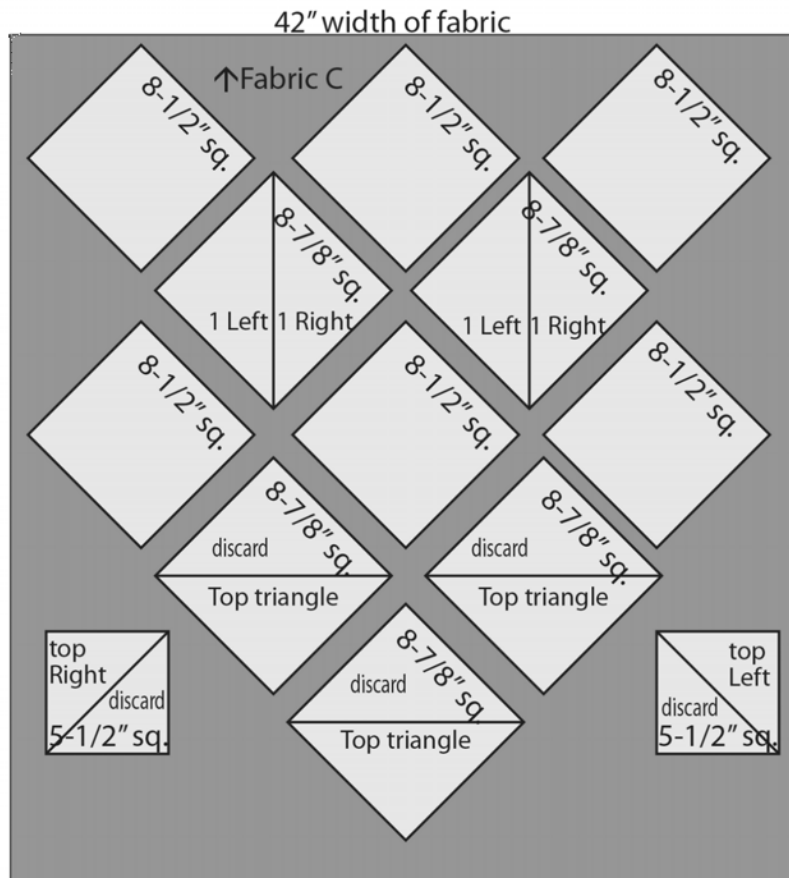 42” width of fabric
↑Fabric C
8-1/2” sq.
8-1/2” sq.
8-1/2” sq.
8-7/8” sq.
1 Left
1 Right
8-7/8” sq.
1 Left
1 Right
8-1/2” sq.
8-1/2” sq.
8-1/2” sq.
8-7/8” sq.
discard
Top triangle
8-7/8” sq.
discard
Top triangle
top
Right
discard
5-1/2” sq.
8-7/8” sq.
discard
Top triangle
top
Left
discard
5-1/2” sq.